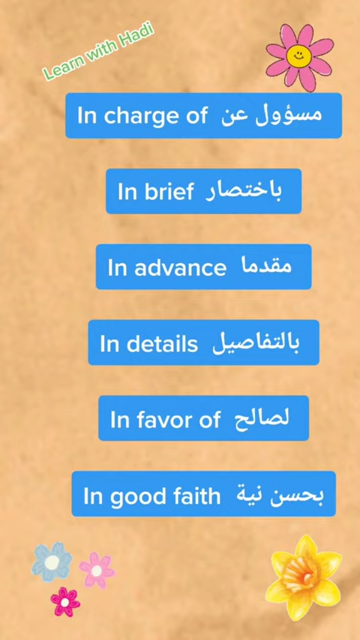 Learn with Hadi
In charge of مسؤول عن
In brief باختصار
In advance مقدما
In details بالتفاصيل
In favor of لصالح
In good faith بحسن نية